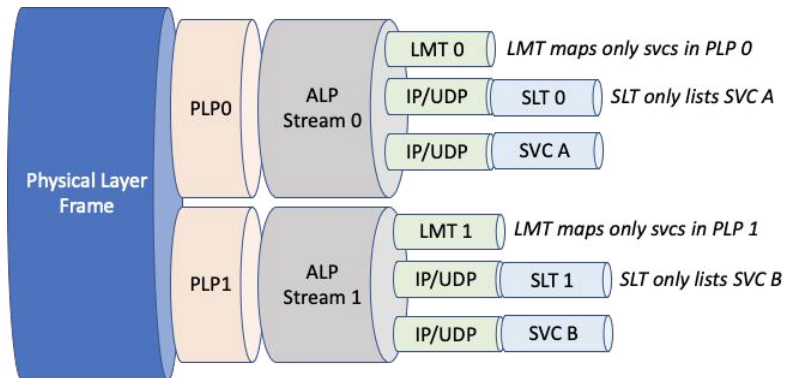 Physical Layer
Frame
PLP0
ALP
Stream 0
LMT 0
LMT maps only svcs in PLP 0
IP/UDP
SLT 0
SLT only lists SVC A
IP/UDP
SVC A
PLP1
ALP
Stream 1
LMT 1
LMT maps only svcs in PLP 1
IP/UDP
SLT 1
SLT only lists SVC B
IP/UDP
SVC B